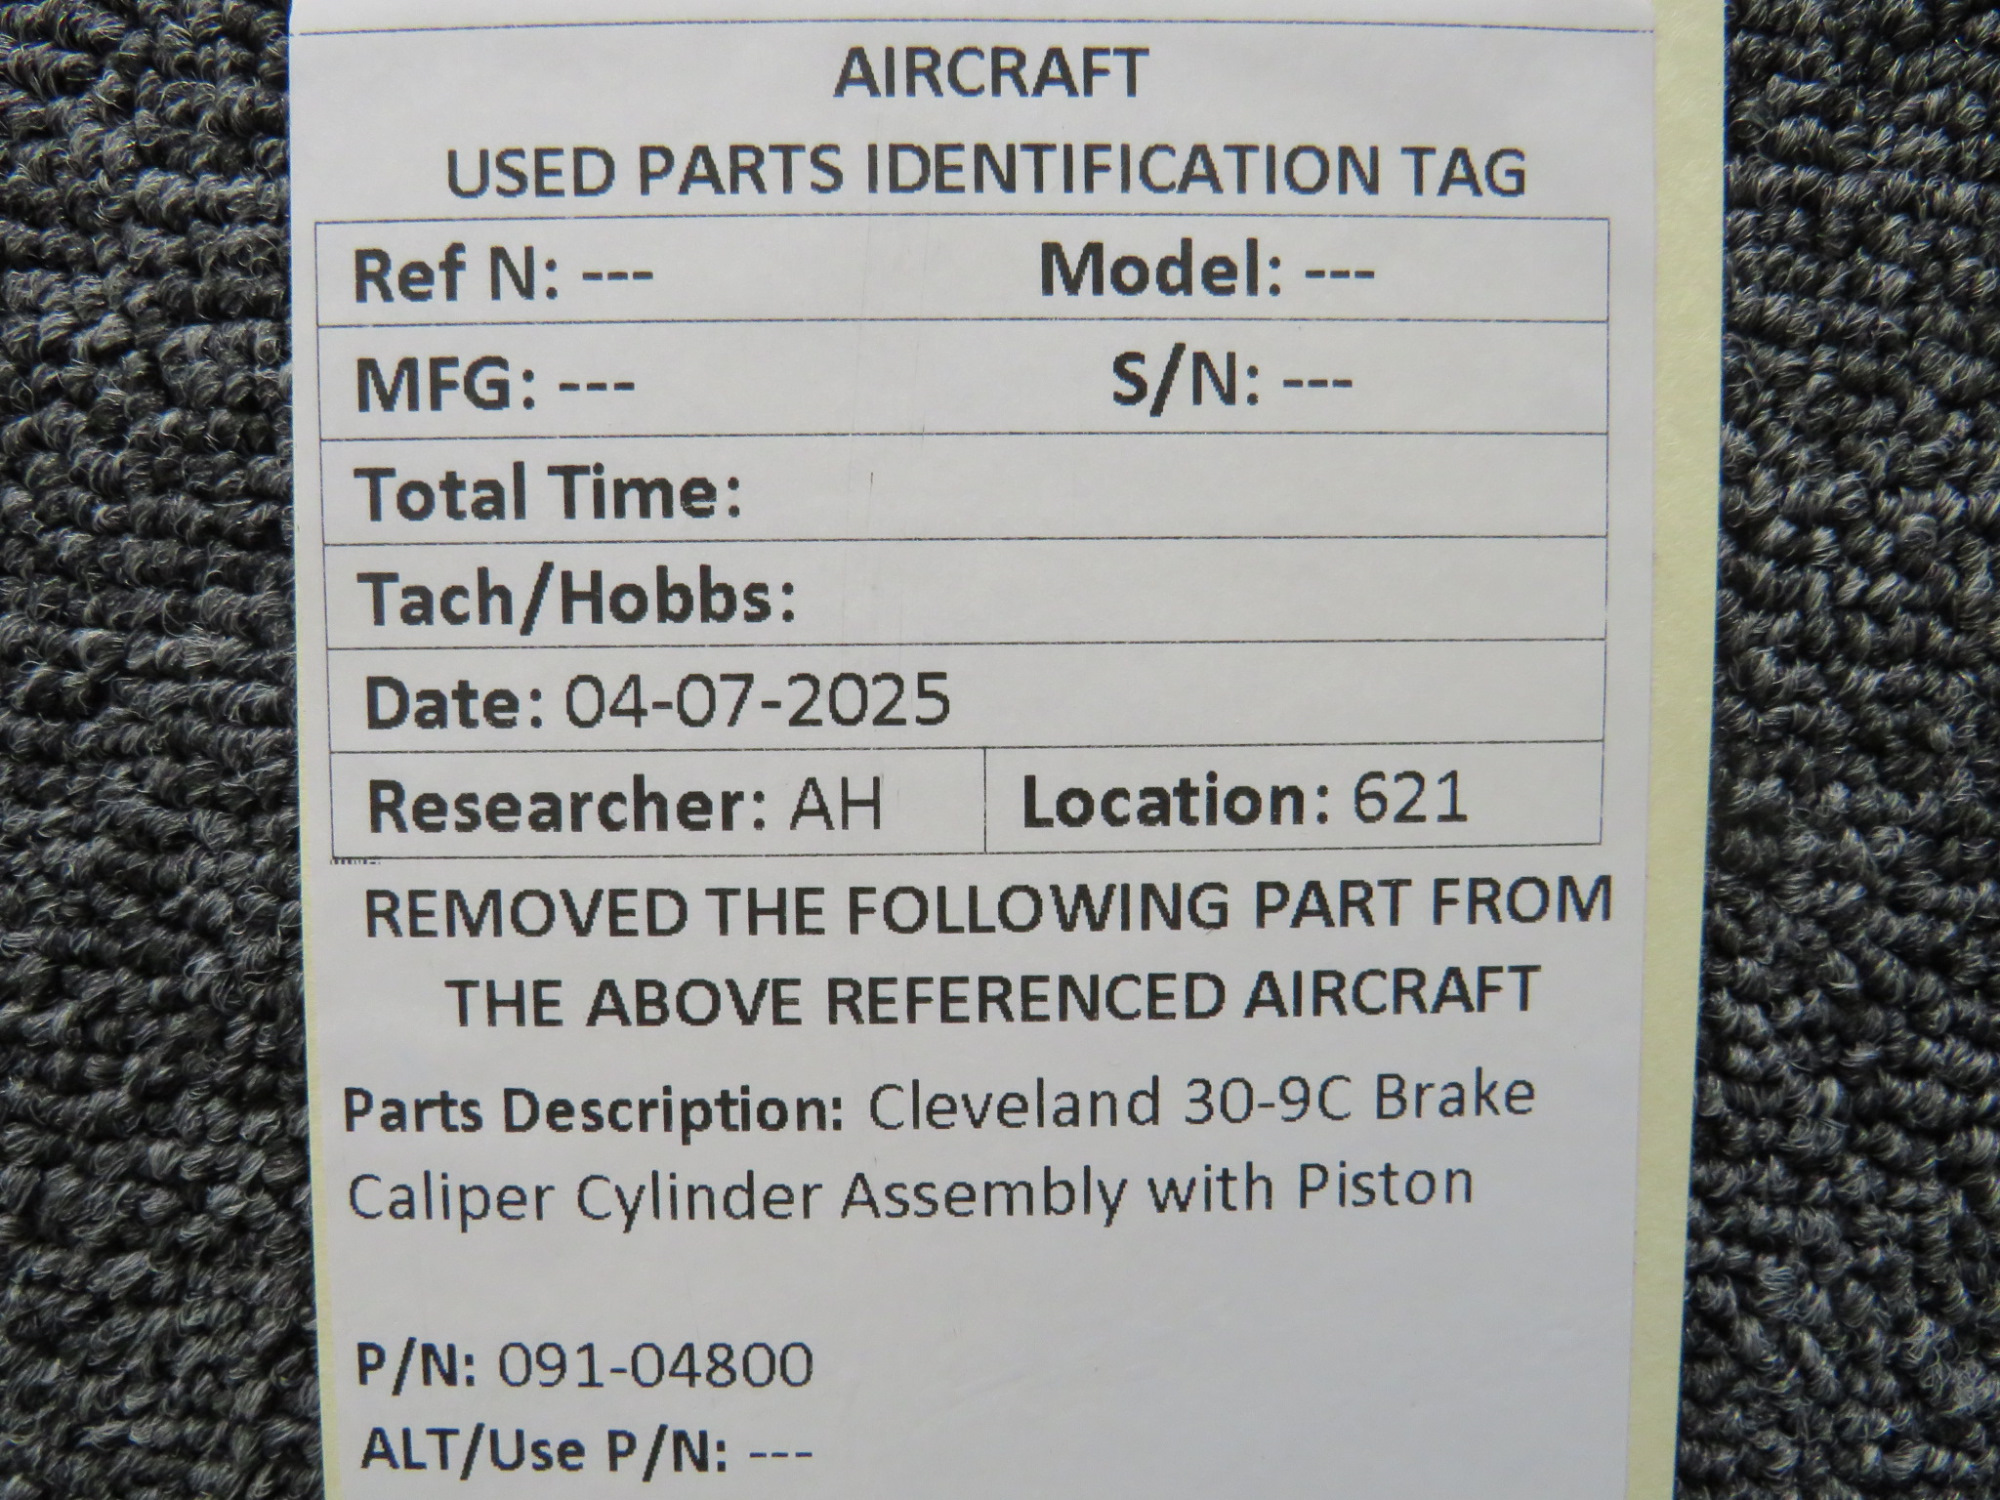 AIRCRAFT
USED PARTS IDENTIFICATION TAG
Ref N: --- Model: ---
MFG: --- S/N: ---
Total Time:
Tach/Hobbs:
Date: 04-07-2025
Researcher: AH Location: 621
REMOVED THE FOLLOWING PART FROM
THE ABOVE REFERENCED AIRCRAFT
Parts Description: Cleveland 30-9C Brake
Caliper Cylinder Assembly with Piston
P/N: 091-04800
ALT/Use P/N: ---